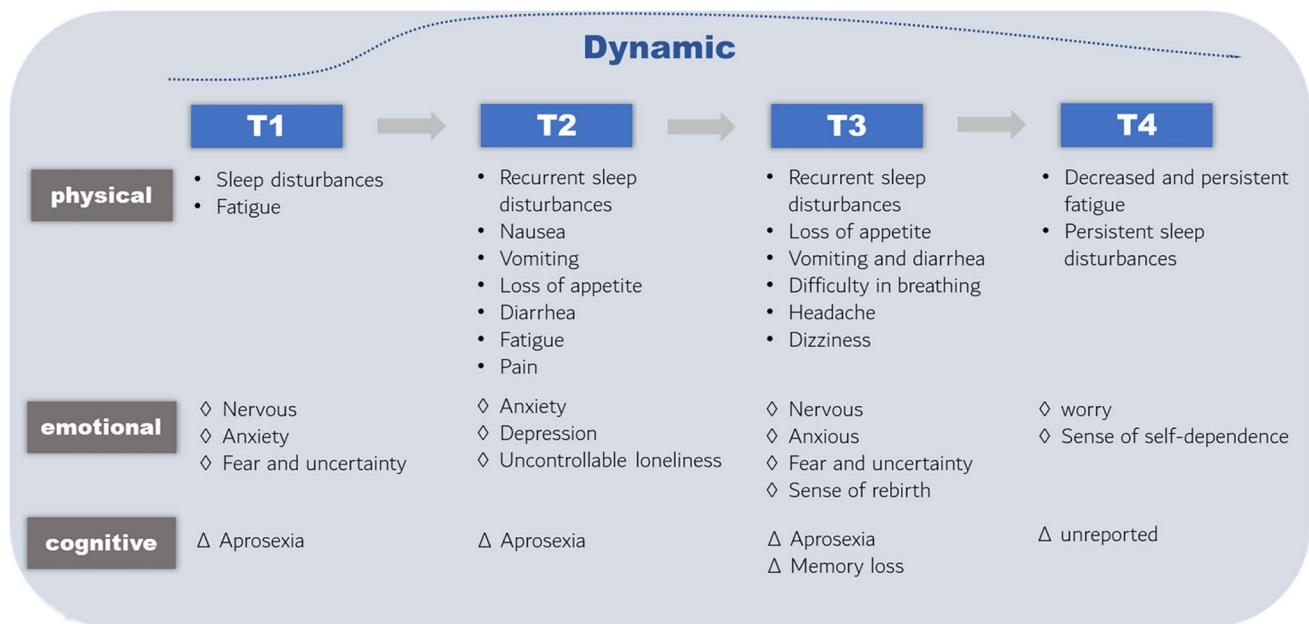 Dynamic
T1
T2
T3
T4
physical
• Sleep disturbances
• Fatigue
• Recurrent sleep
disturbances
• Nausea
• Vomiting
• Loss of appetite
• Diarrhea
• Fatigue
• Pain
• Recurrent sleep
disturbances
• Loss of appetite
• Vomiting and diarrhea
• Difficulty in breathing
• Headache
• Dizziness
• Decreased and persistent
fatigue
• Persistent sleep
disturbances
emotional
◊ Nervous
◊ Anxiety
◊ Fear and uncertainty
◊ Anxiety
◊ Depression
◊ Uncontrollable loneliness
◊ Nervous
◊ Anxious
◊ Fear and uncertainty
◊ Sense of rebirth
◊ worry
◊ Sense of self-dependence
cognitive
Δ Aprosexia
Δ Aprosexia
Δ Aprosexia
Δ Memory loss
Δ unreported